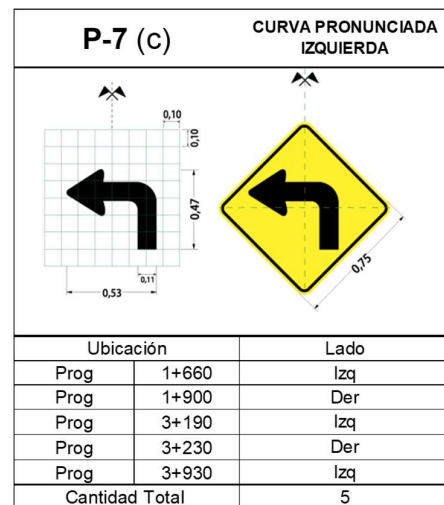 P-7 (c)
CURVA PRONUNCIADA
IZQUIERDA
0,10
0,10
0,47
0,11
0,53
0,75
Ubicación Lado
Prog 1+660 Izq
Prog 1+900 Der
Prog 3+190 Izq
Prog 3+230 Der
Prog 3+930 Izq
Cantidad Total 5